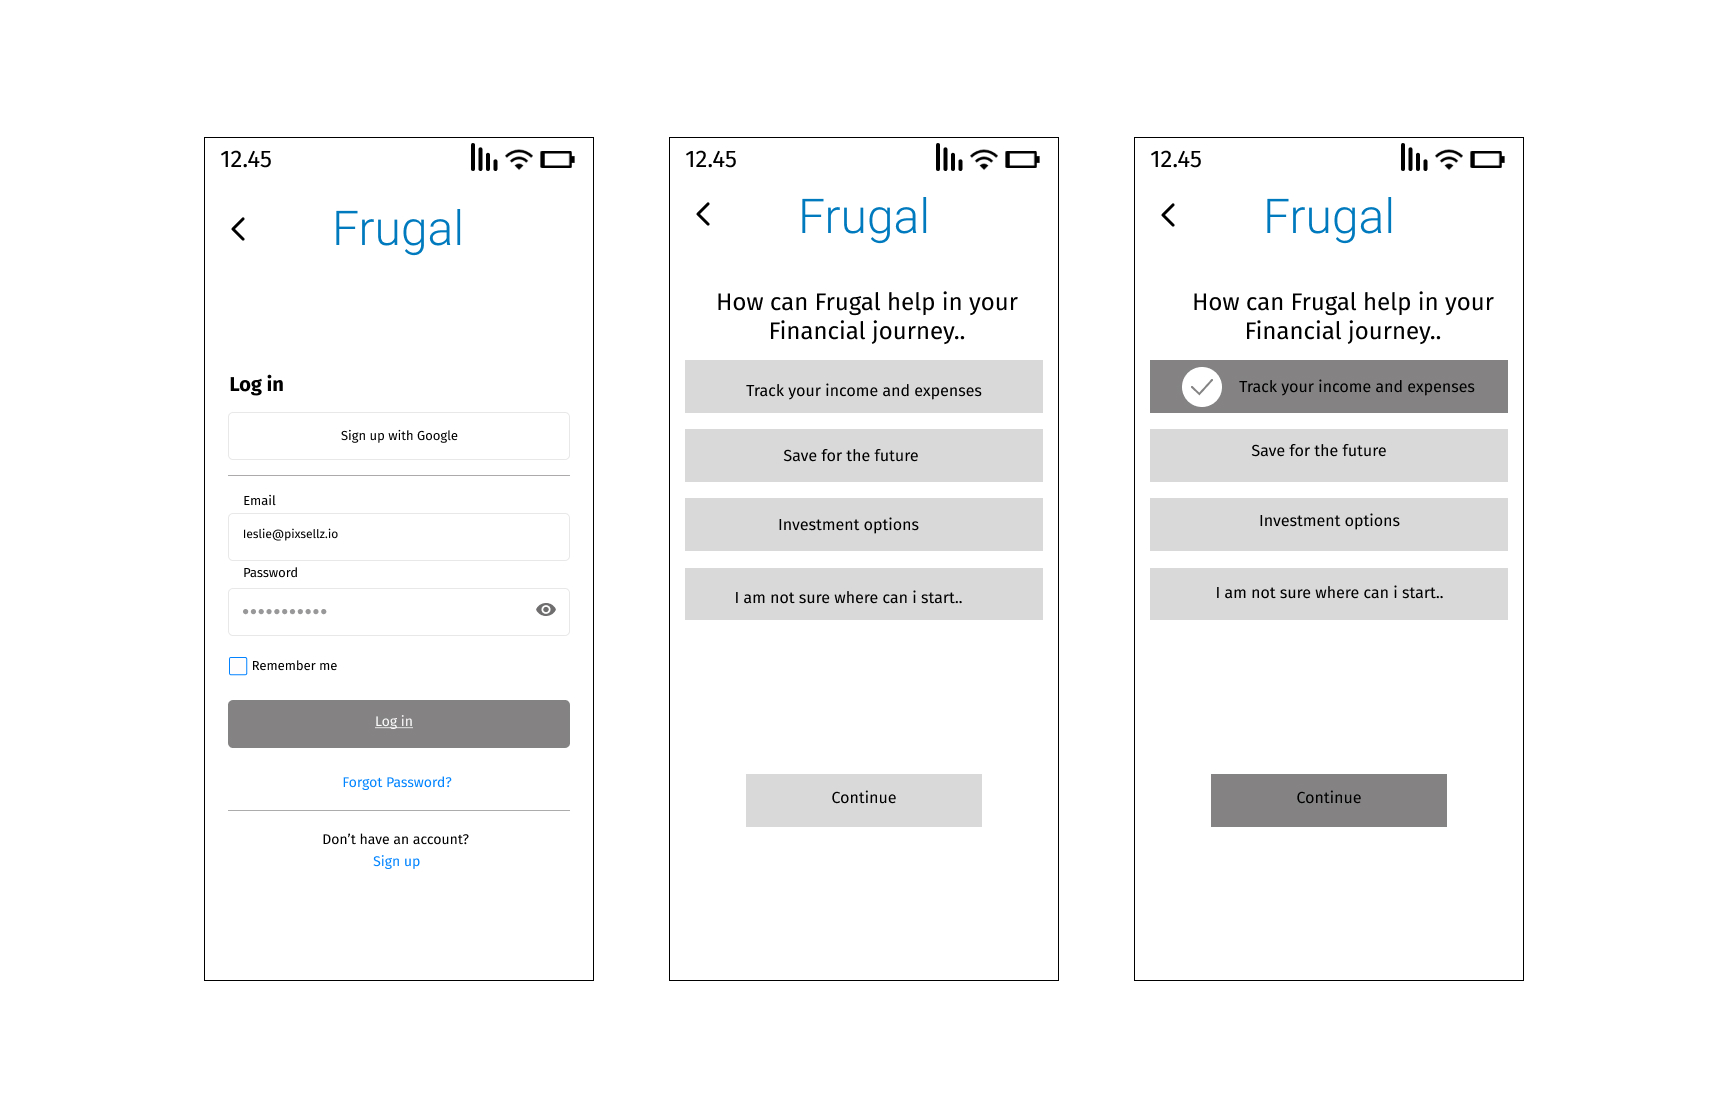 12.45
Frugal
Log in
Sign up with Google
Email
leslie@pixsellz.io
Password
Remember me
Log in
Forgot Password?
Don’t have an account?
Sign up
12.45
Frugal
How can Frugal help in your
Financial journey..
Track your income and expenses
Save for the future
Investment options
I am not sure where can i start..
Continue
12.45
Frugal
How can Frugal help in your
Financial journey..
Track your income and expenses
Save for the future
Investment options
I am not sure where can i start..
Continue